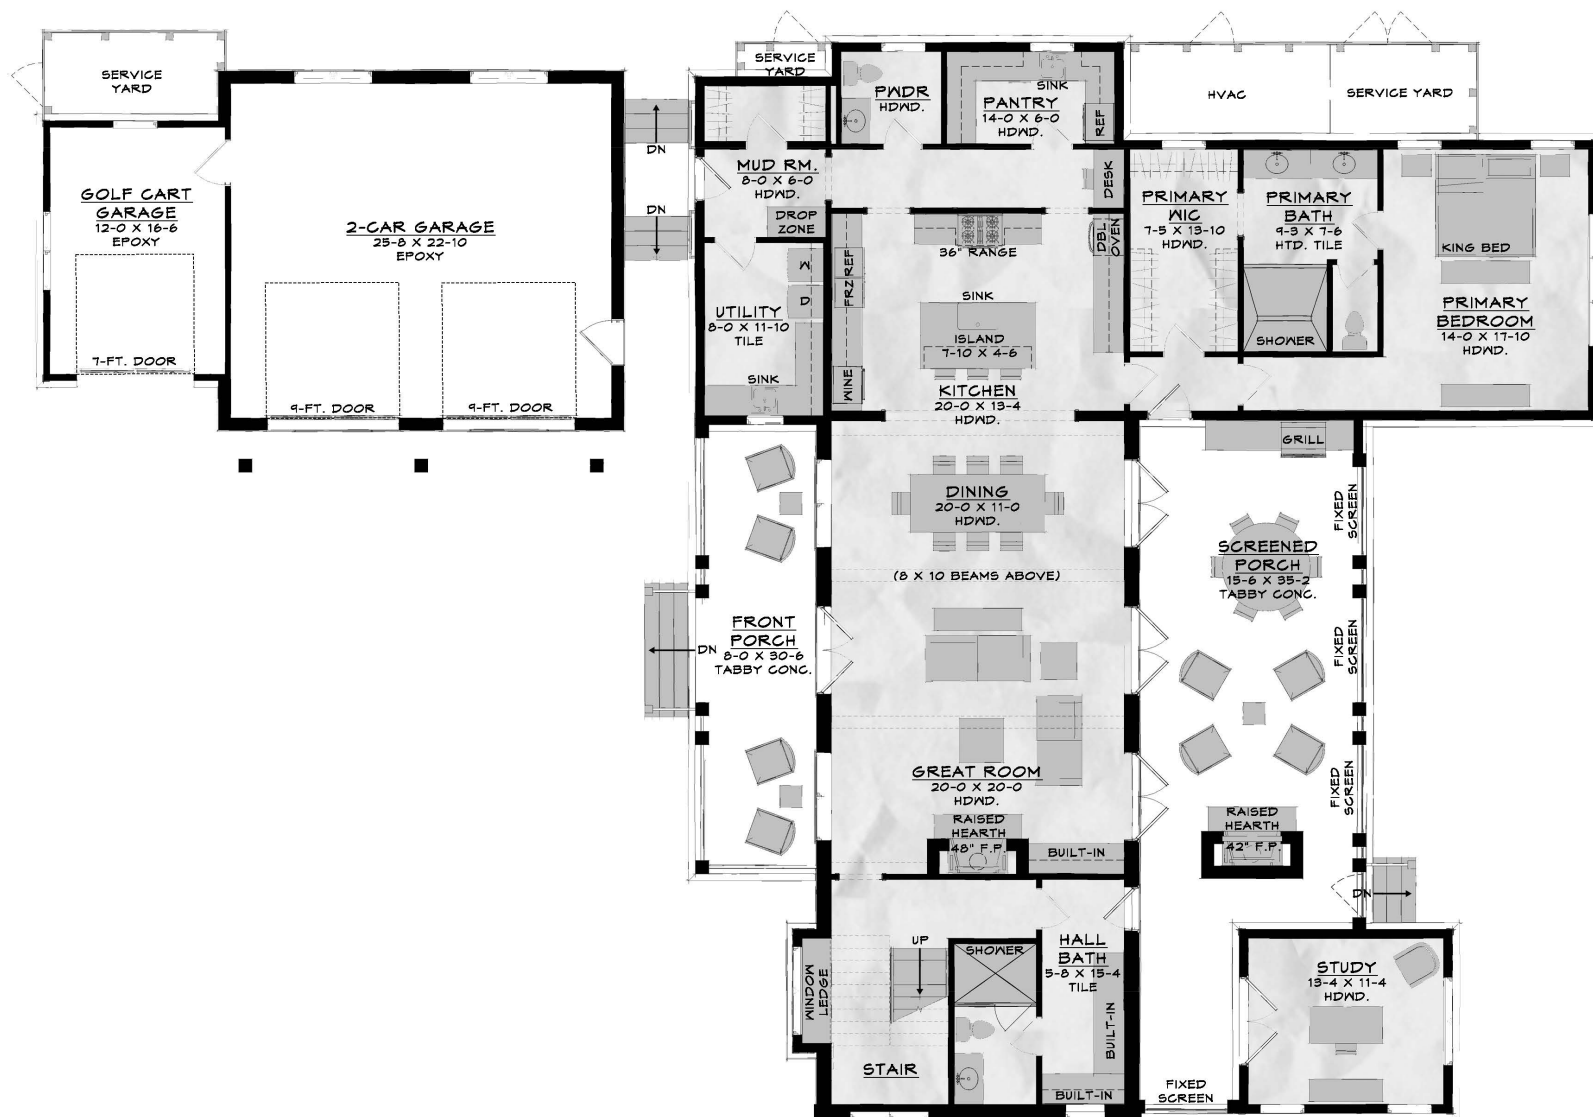 SERVICE
YARD
GOLF CART
GARAGE
12-0 X 16-6
EPOXY
7-FT. DOOR
2-CAR GARAGE
25-8 X 22-10
EPOXY
9-FT. DOOR
9-FT. DOOR
DN
DN
SERVICE
YARD
MUD RM.
8-0 X 6-0
HDWD.
DROP
ZONE
UTILITY
8-0 X 11-10
TILE
W
D
SINK
PWDR
HDWD.
PANTRY
14-0 X 6-0
HDWD.
SINK
REF
DESK
36" RANGE
DBL
OVEN
REF
FRZ
WINE
SINK
ISLAND
7-10 X 4-6
KITCHEN
20-0 X 13-4
HDWD.
HVAC
SERVICE YARD
PRIMARY
WIC
7-5 X 13-10
HDWD.
PRIMARY
BATH
9-3 X 7-6
HTD. TILE
SHOWER
KING BED
PRIMARY
BEDROOM
14-0 X 17-10
HDWD.
DINING
20-0 X 11-0
HDWD.
(8 X 10 BEAMS ABOVE)
GREAT ROOM
20-0 X 20-0
HDWD.
RAISED
HEARTH
48" F.P.
BUILT-IN
FRONT
PORCH
8-0 X 30-6
TABBY CONC.
DN
GRILL
FIXED
SCREEN
SCREENED
PORCH
15-6 X 35-2
TABBY CONC.
FIXED
SCREEN
FIXED
SCREEN
RAISED
HEARTH
42" F.P.
DN
UP
WINDOW
LEDGE
STAIR
SHOWER
HALL
BATH
5-8 X 15-4
TILE
BUILT-IN
BUILT-IN
STUDY
13-4 X 11-4
HDWD.
FIXED
SCREEN